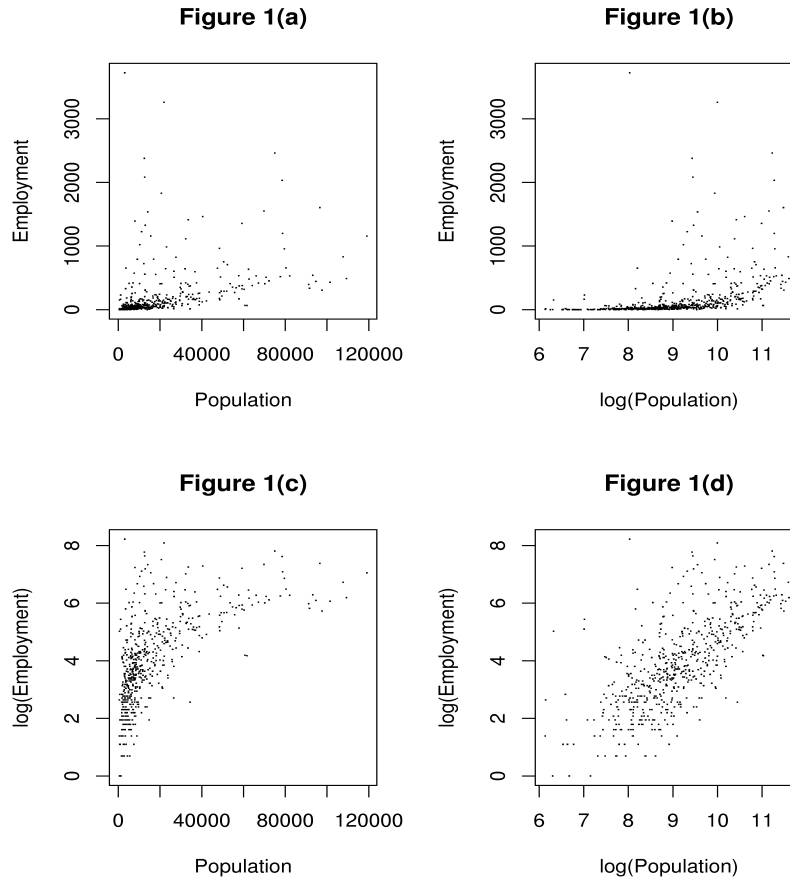 Figure 1(a)
Employment
3000
2000
1000
0
0 40000 80000 120000
Population
Figure 1(b)
Employment
3000
2000
1000
0
6 7 8 9 10 11
log(Population)
Figure 1(c)
log(Employment)
8
6
4
2
0
0 40000 80000 120000
Population
Figure 1(d)
log(Employment)
8
6
4
2
0
6 7 8 9 10 11
log(Population)